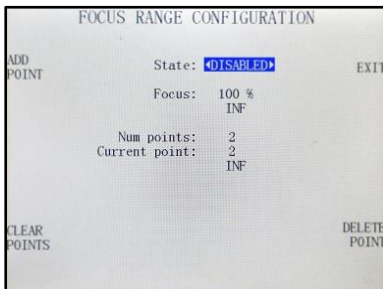 FOCUS RANGE CONFIGURATION
ADD
POINT
State: DISABLED
EXIT
Focus: 100 %
INF
Num points: 2
Current point: 2
INF
CLEAR
POINTS
DELETE
POINT